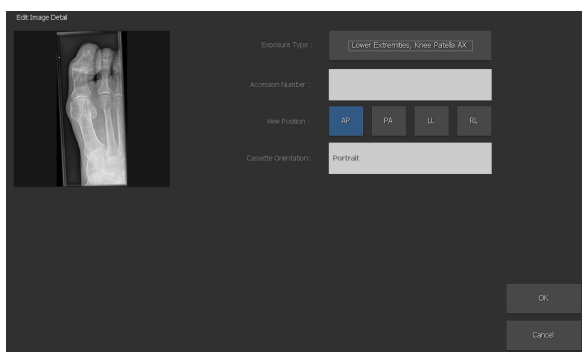 Edit Image Detail
Exposure Type :
Lower Extremities, Knee Patella AX
Accession Number :
View Position :
AP
PA
LL
RL
Cassette Orientation:
Portrait
OK
Cancel